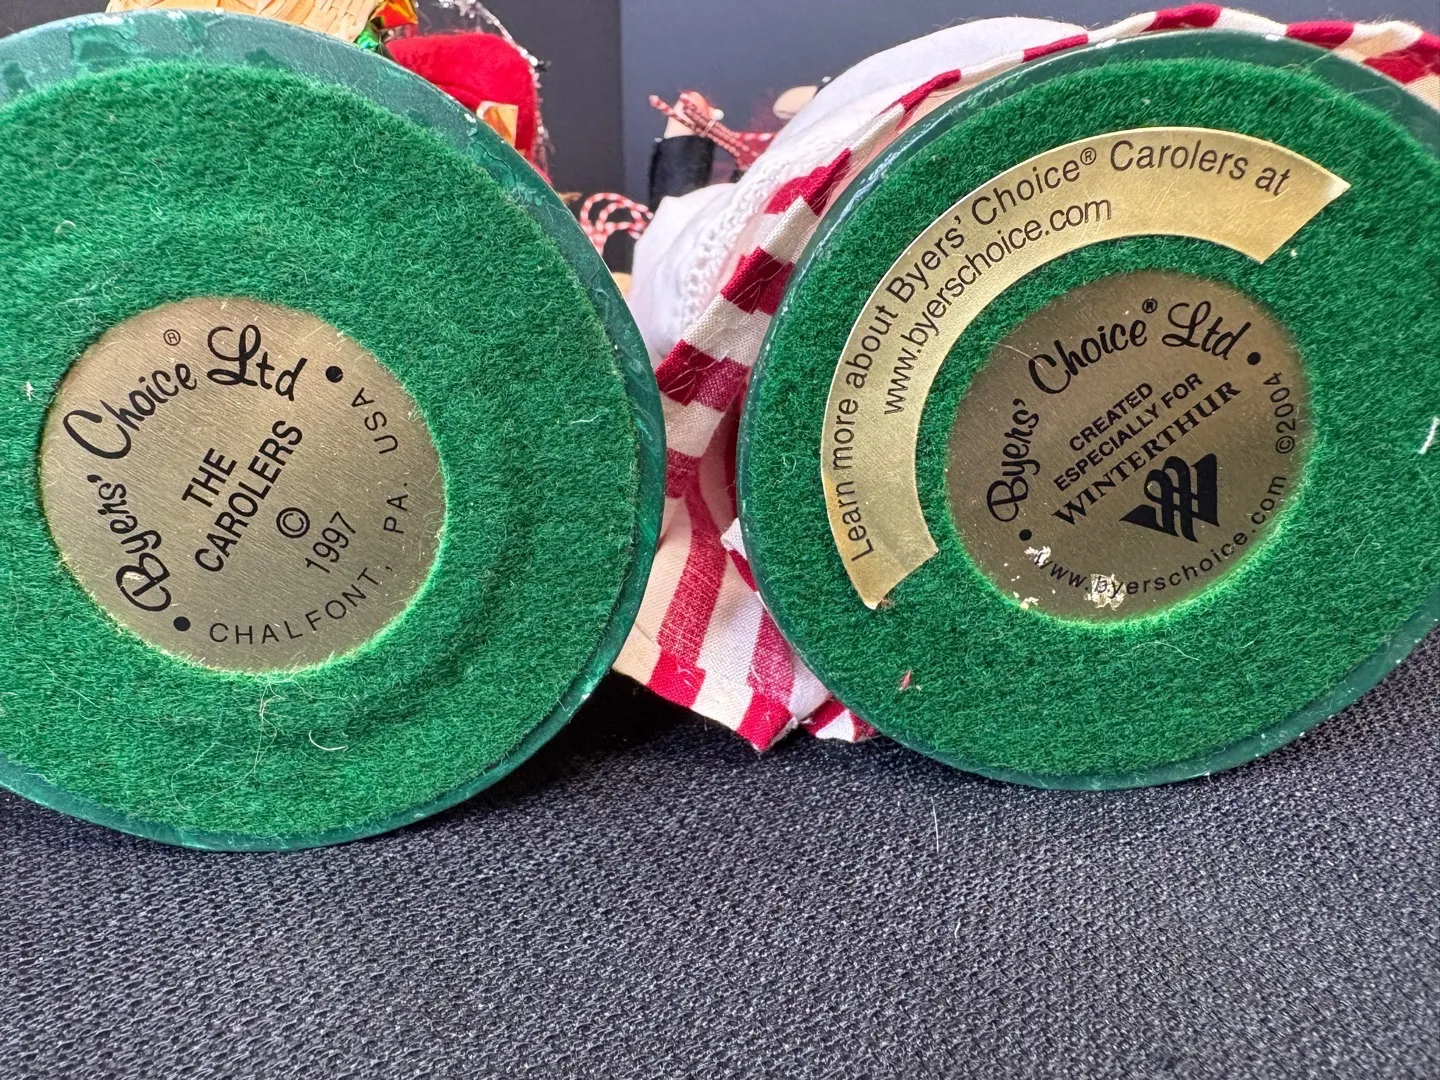 Byers' Choice® Ltd
THE
CAROLERS
©
1997
CHALFONT, PA. USA
Learn more about Byers' Choice® Carolers at
www.byerschoice.com
Byers' Choice® Ltd
CREATED
ESPECIALLY FOR
WINTERTHUR
www.byerschoice.com ©2004